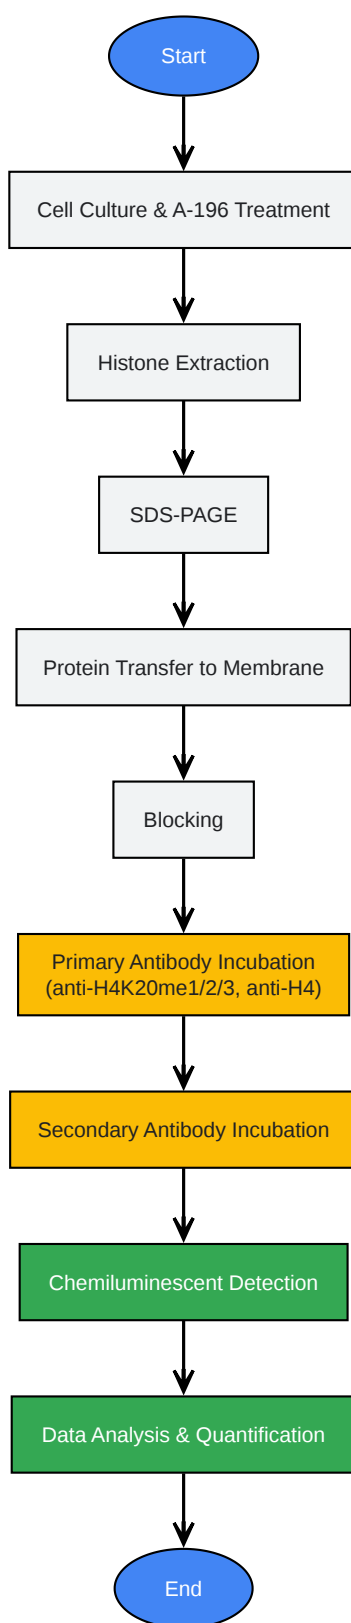 Start
Cell Culture & A-196 Treatment
Histone Extraction
SDS-PAGE
Protein Transfer to Membrane
Blocking
Primary Antibody Incubation
(anti-H4K20me1/2/3, anti-H4)
Secondary Antibody Incubation
Chemiluminescent Detection
Data Analysis & Quantification
End